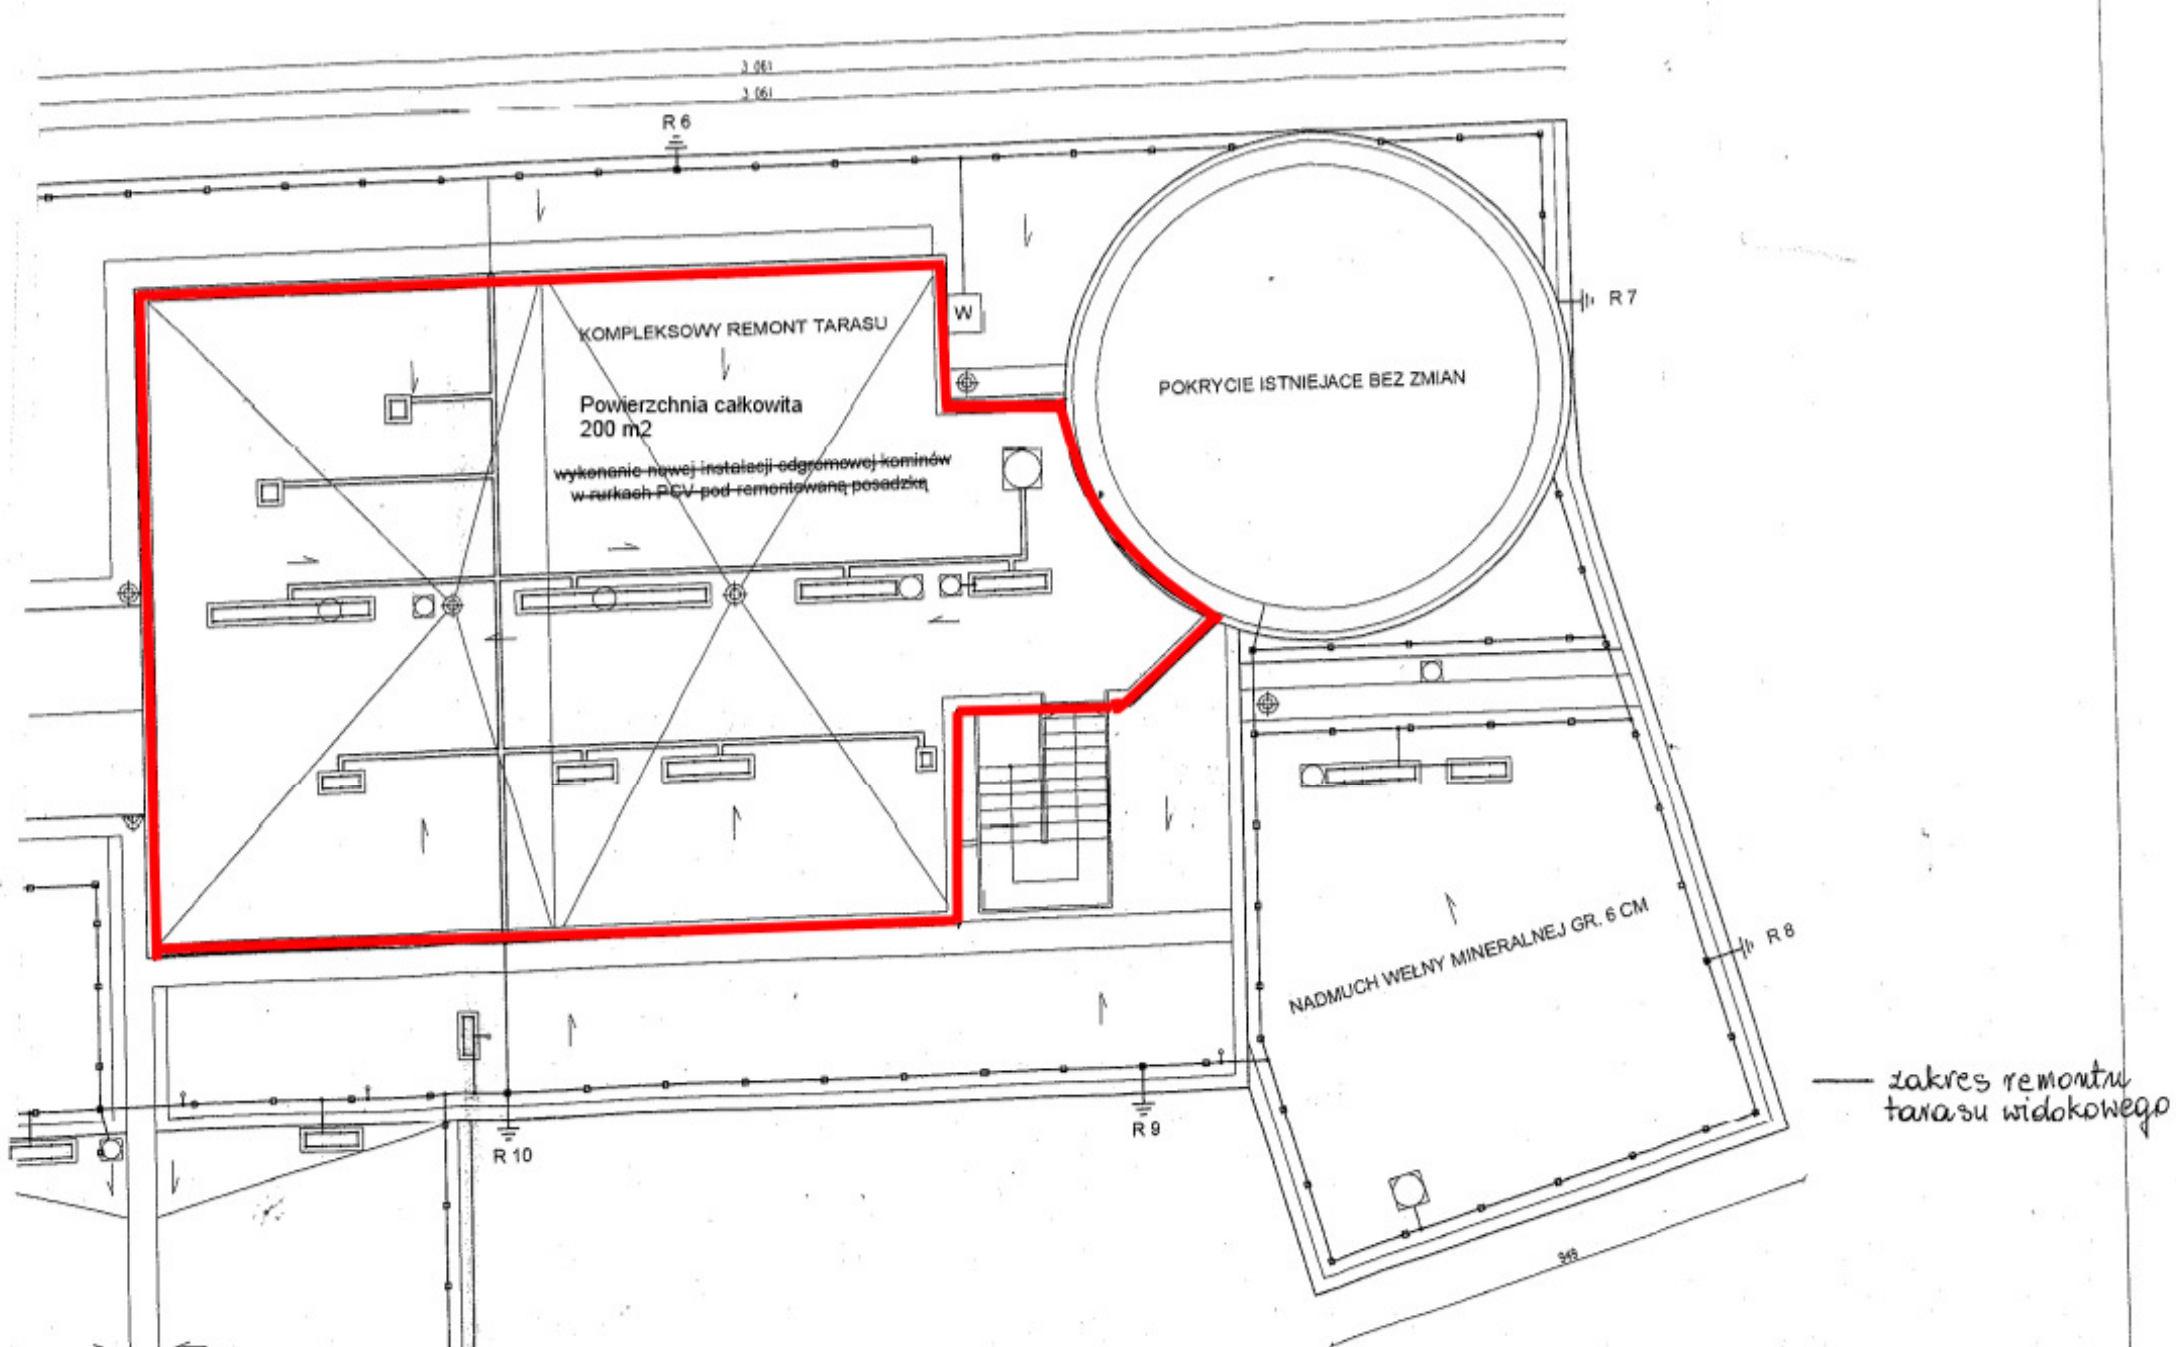 3 061
3 061
R 6
R 7
W
KOMPLEKSOWY REMONT TARASU
POKRYCIE ISTNIEJACE BEZ ZMIAN
Powierzchnia całkowita
200 m2
wykonanie nowej instalacji odgromowej kominów
w rurkach PCV pod remontowaną posadzką
NADMUCH WEŁNY MINERALNEJ GR. 6 CM
R 8
zakres remontu
tarasu widokowego
R 9
R 10
949